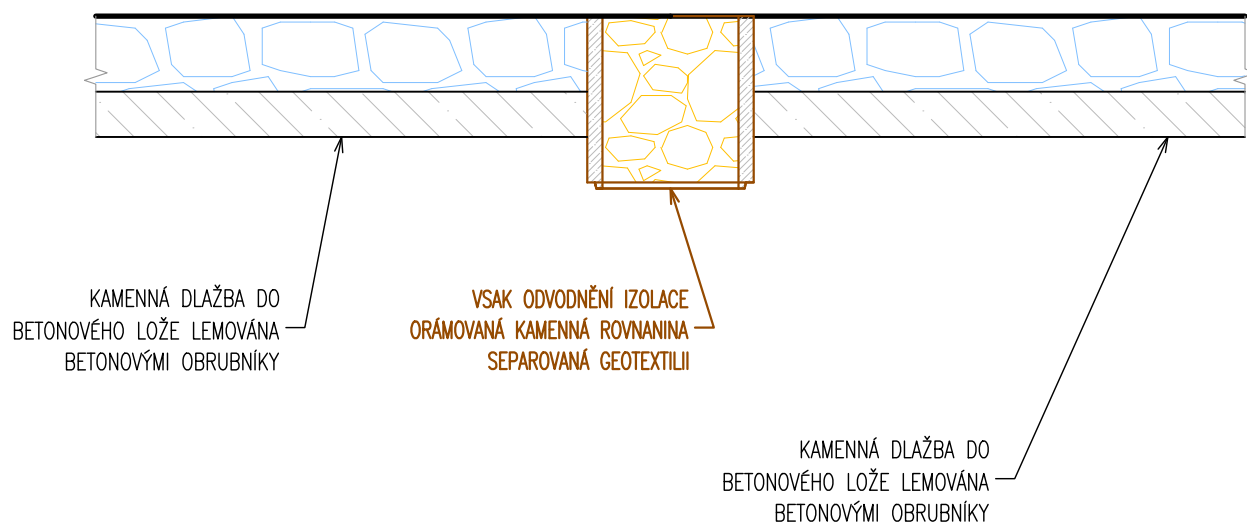 KAMENNÁ DLAŽBA DO
BETONOVÉHO LOŽE LEMOVÁNA
BETONOVÝMI OBRUBNÍKY
VSAK ODVODNĚNÍ IZOLACE
ORÁMOVANÁ KAMENNÁ ROVNANINA
SEPAROVANÁ GEOTEXTILII
KAMENNÁ DLAŽBA DO
BETONOVÉHO LOŽE LEMOVÁNA
BETONOVÝMI OBRUBNÍKY